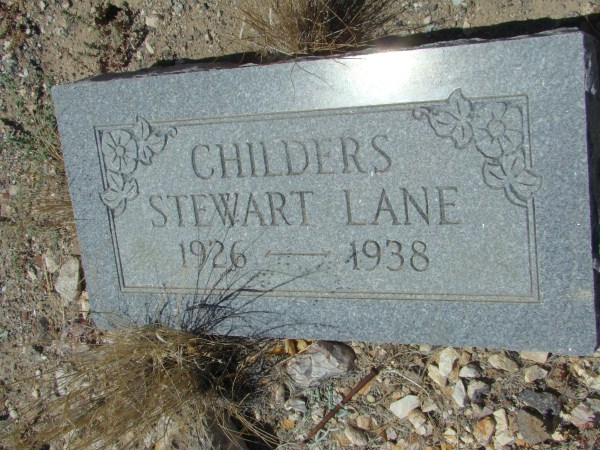 CHILDERS
STEWART LANE
1926 — 1938